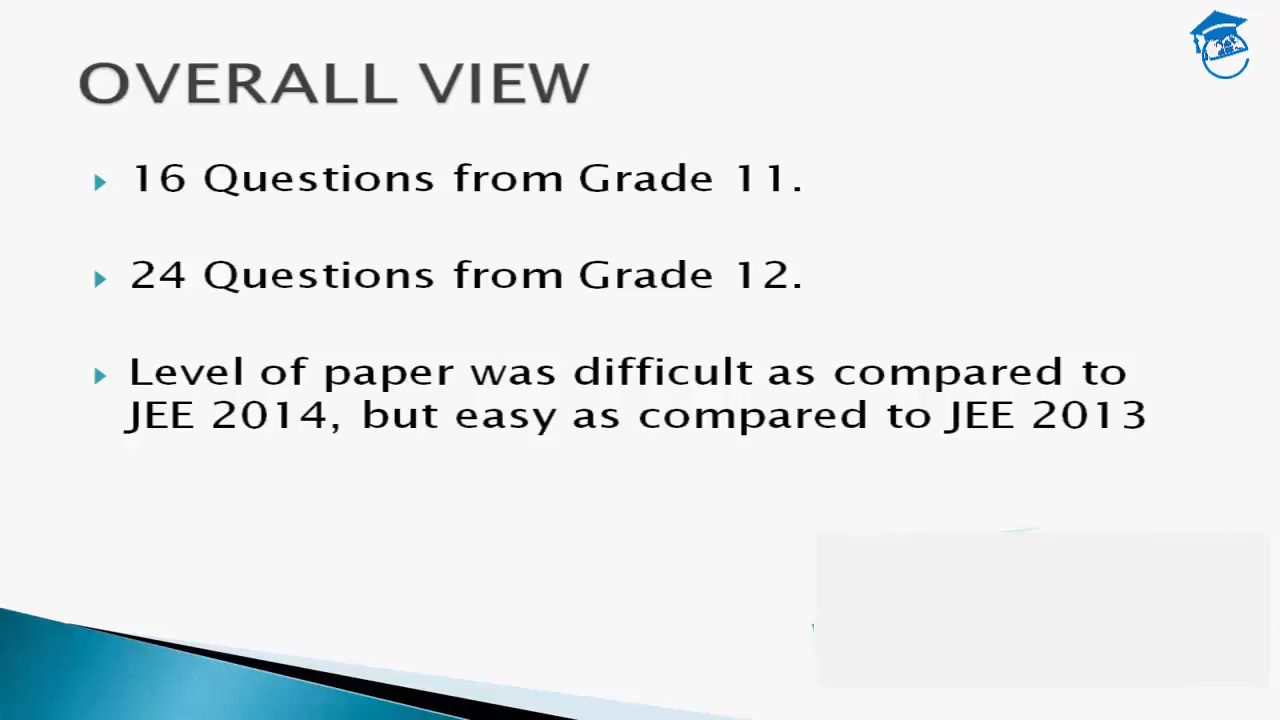 OVERALL VIEW
16 Questions from Grade 11.
24 Questions from Grade 12.
Level of paper was difficult as compared to
JEE 2014, but easy as compared to JEE 2013